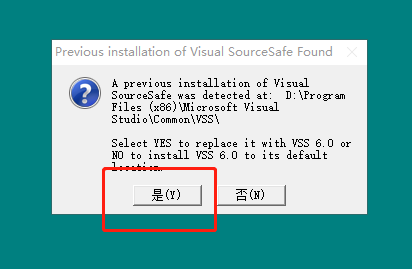 Previous installation of Visual SourceSafe Found
A previous installation of Visual
SourceSafe was detected at:  D:\Program
Files (x86)\Microsoft Visual
Studio\Common\VSS\
Select YES to replace it with VSS 6.0 or
NO to install VSS 6.0 to its default
location.
是(Y) 否(N)